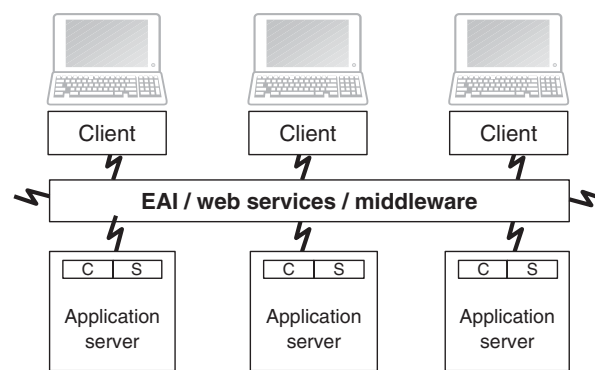 Client
Client
Client
EAI / web services / middleware
C S
C S
C S
Application
server
Application
server
Application
server